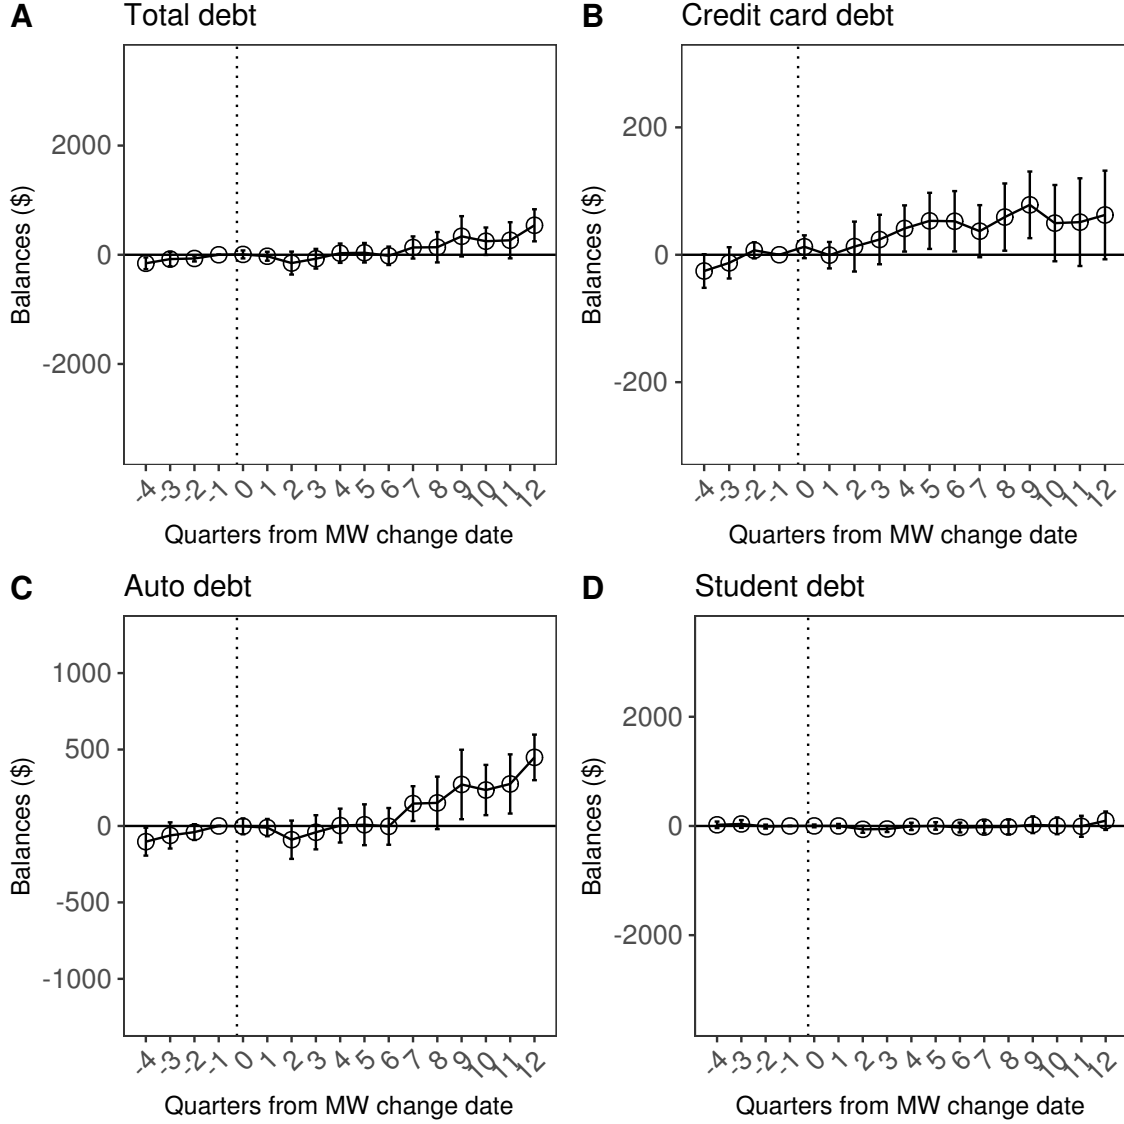 A Total debt
2000
0
-2000
Balances ($)
-4 -3 -2 -1 0 1 2 3 4 5 6 7 8 9 10 11 12
Quarters from MW change date
B Credit card debt
200
0
-200
Balances ($)
-4 -3 -2 -1 0 1 2 3 4 5 6 7 8 9 10 11 12
Quarters from MW change date
C Auto debt
1000
500
0
-500
-1000
Balances ($)
-4 -3 -2 -1 0 1 2 3 4 5 6 7 8 9 10 11 12
Quarters from MW change date
D Student debt
2000
0
-2000
Balances ($)
-4 -3 -2 -1 0 1 2 3 4 5 6 7 8 9 10 11 12
Quarters from MW change date